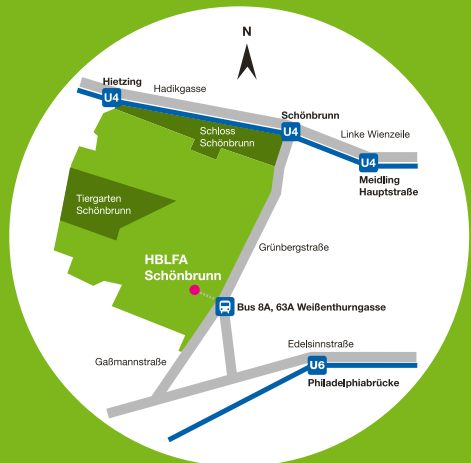 N
Hietzing
U4
Hadikgasse
Schönbrunn
U4
Linke Wienzeile
Schloss
Schönbrunn
U4
Meidling
Hauptstraße
Tiergarten
Schönbrunn
Grünbergstraße
HBLFA
Schönbrunn
Bus 8A, 63A Weißenthurngasse
Gaßmannstraße
Edelsinnstraße
U6
Philadelphiabrücke